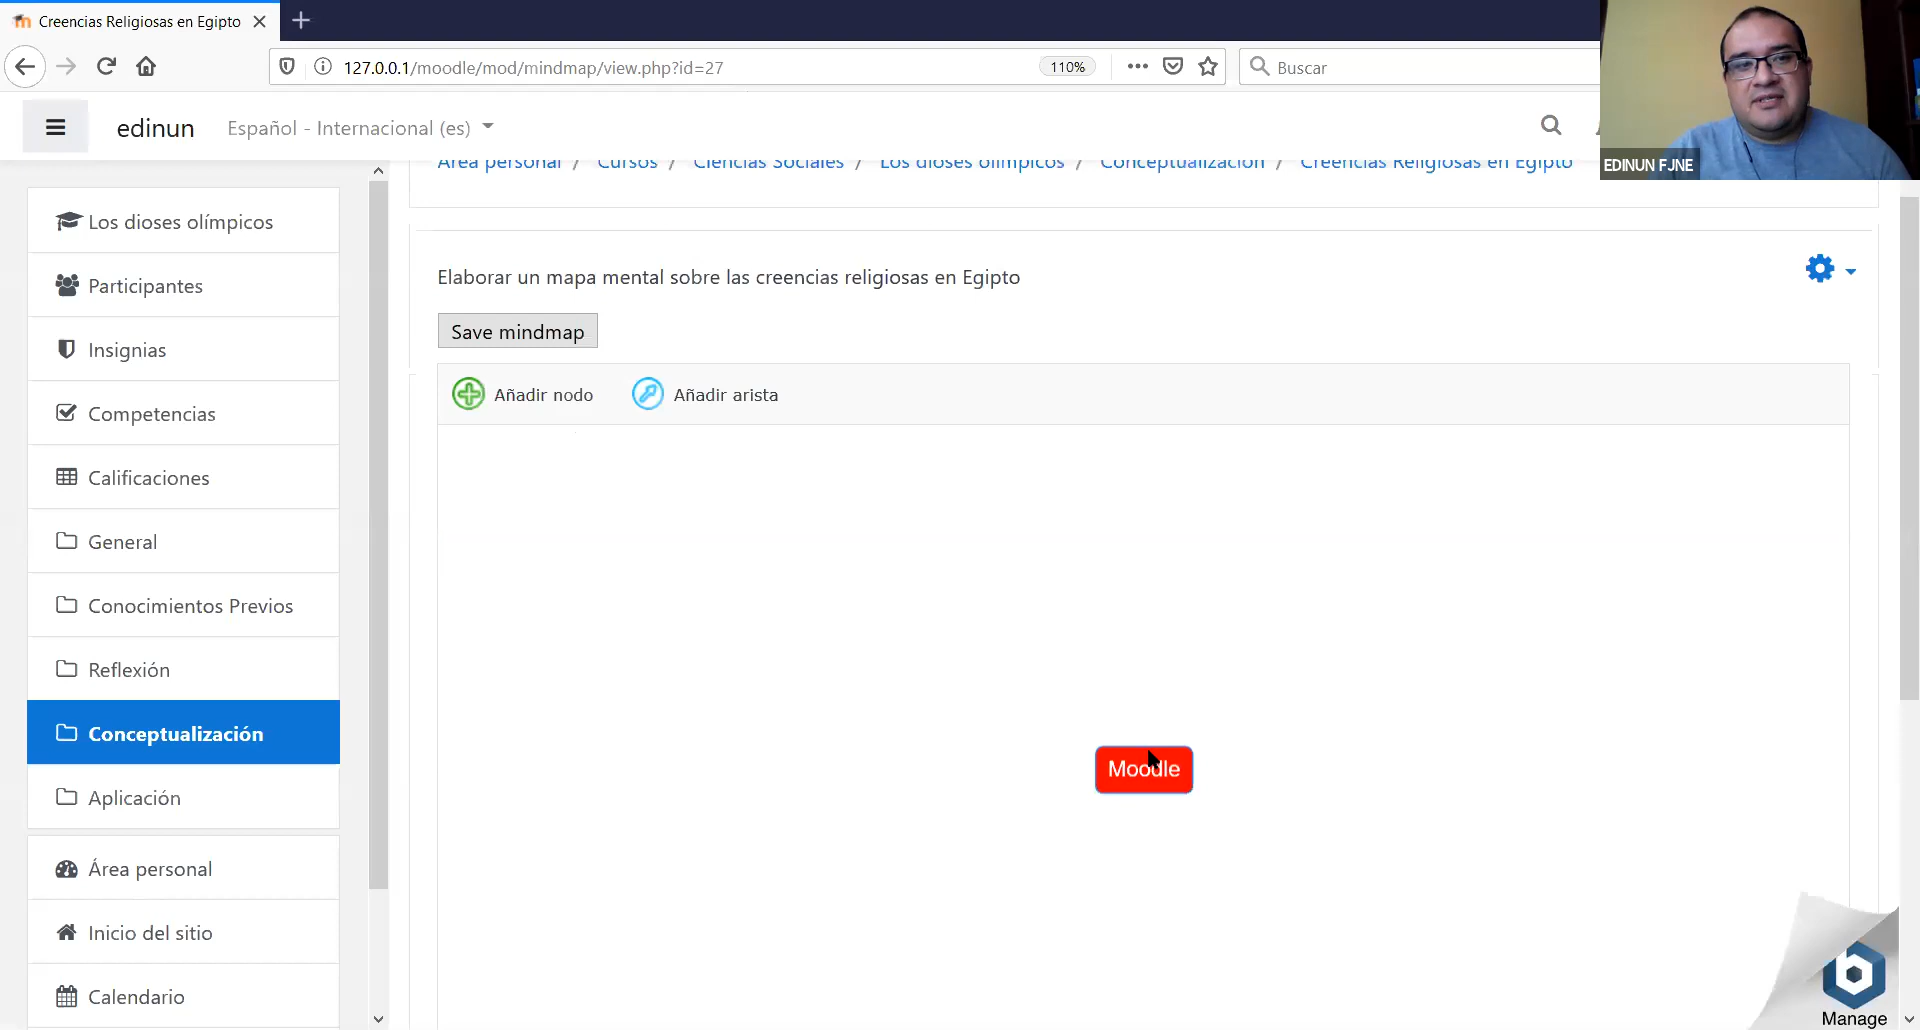 Creencias Religiosas en Egipto
127.0.0.1/moodle/mod/mindmap/view.php?id=27
110%
Buscar
edinun
Español - Internacional (es)
EDINUN FJNE
Área personal / Cursos / Ciencias Sociales / Los dioses olímpicos / Conceptualización / Creencias Religiosas en Egipto
Los dioses olímpicos
Participantes
Insignias
Competencias
Calificaciones
General
Conocimientos Previos
Reflexión
Conceptualización
Aplicación
Área personal
Inicio del sitio
Calendario
Elaborar un mapa mental sobre las creencias religiosas en Egipto
Save mindmap
Añadir nodo
Añadir arista
Moodle
Manage